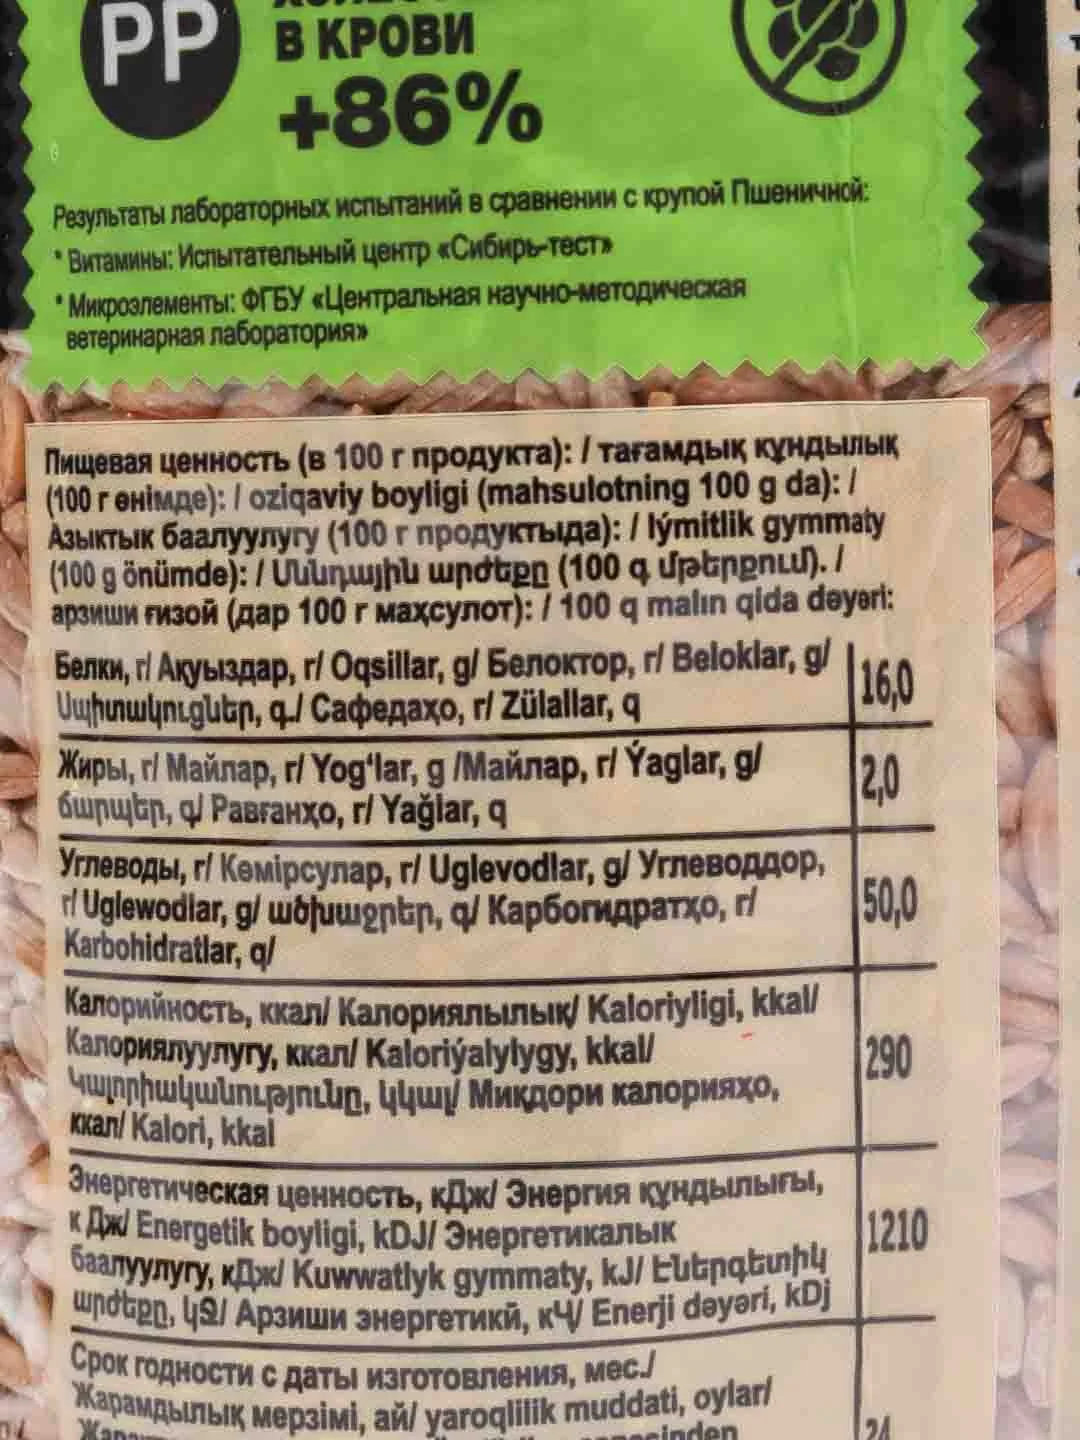 PP
В КРОВИ
+86%
Результаты лабораторных испытаний в сравнении с крупой Пшеничной:
* Витамины: Испытательный центр «Сибирь-тест»
* Микроэлементы: ФГБУ «Центральная научно-методическая
ветеринарная лаборатория»
Пищевая ценность (в 100 г продукта): / тағамдық құндылық
(100 г өнімде): / oziqaviy boyligi (mahsulotning 100 g da): /
Азыктык баалуулугу (100 г продуктыда): / lýmitlik gymmaty
(100 g önümde): / Սննդային արժեքը (100 գ մթերքում). /
арзиши ғизой (дар 100 г маҳсулот): / 100 q malın qida dəyəri:
Белки, г/ Ақуыздар, г/ Oqsillar, g/ Белоктор, г/ Beloklar, g/
Սպիտակուցներ, գ./ Сафедаҳо, г/ Zülallar, q
16,0
Жиры, г/ Майлар, г/ Yog‘lar, g /Майлар, г/ Ýaglar, g/
ճարպեր, գ/ Равғанҳо, г/ Yağlar, q
2,0
Углеводы, г/ Көмірсулар, г/ Uglevodlar, g/ Углеводдор,
г/ Uglewodlar, g/ ածխաջրեր, գ/ Карбогидратҳо, г/
Karbohidratlar, q/
50,0
Калорийность, ккал/ Калориялылық/ Kaloriyligi, kkal/
Калориялуулугу, ккал/ Kaloriýalylygy, kkal/
Կալորիականությունը, կկալ/ Миқдори калорияҳо,
ккал/ Kalori, kkal
290
Энергетическая ценность, кДж/ Энергия құндылығы,
к Дж/ Energetik boyligi, kDJ/ Энергетикалык
баалуулугу, кДж/ Kuwwatlyk gymmaty, kJ/ Էներգետիկ
արժեքը, կՋ/ Арзиши энергетикӣ, кҶ/ Enerji dəyəri, kDj
1210
Срок годности с даты изготовления, мес./
Жарамдылық мерзімі, ай/ yaroqlilik muddati, oylar/
24